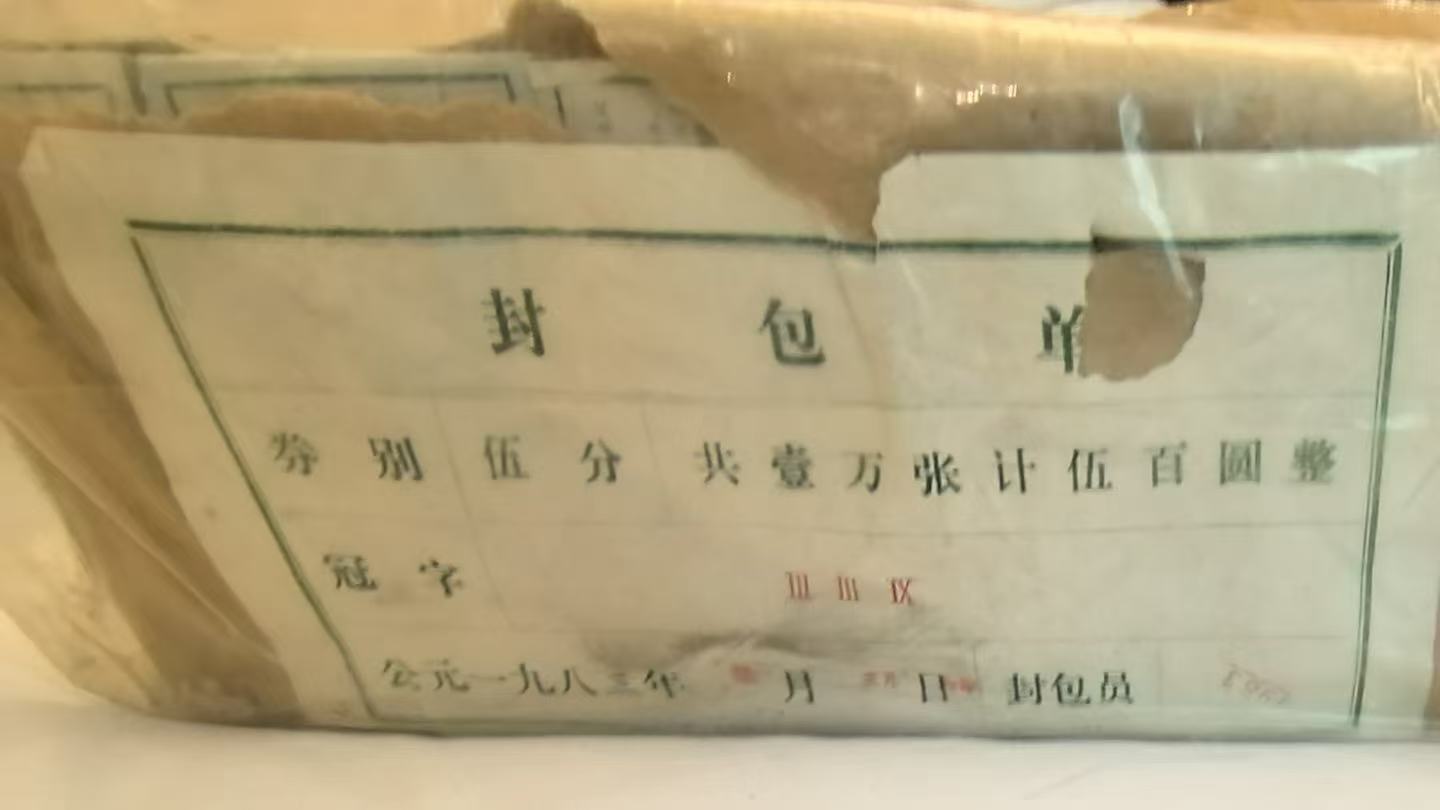 封包单
券别 伍分 共壹万张计伍百圆整
冠字 III III IX
公元一九八三年 月 日 封包员